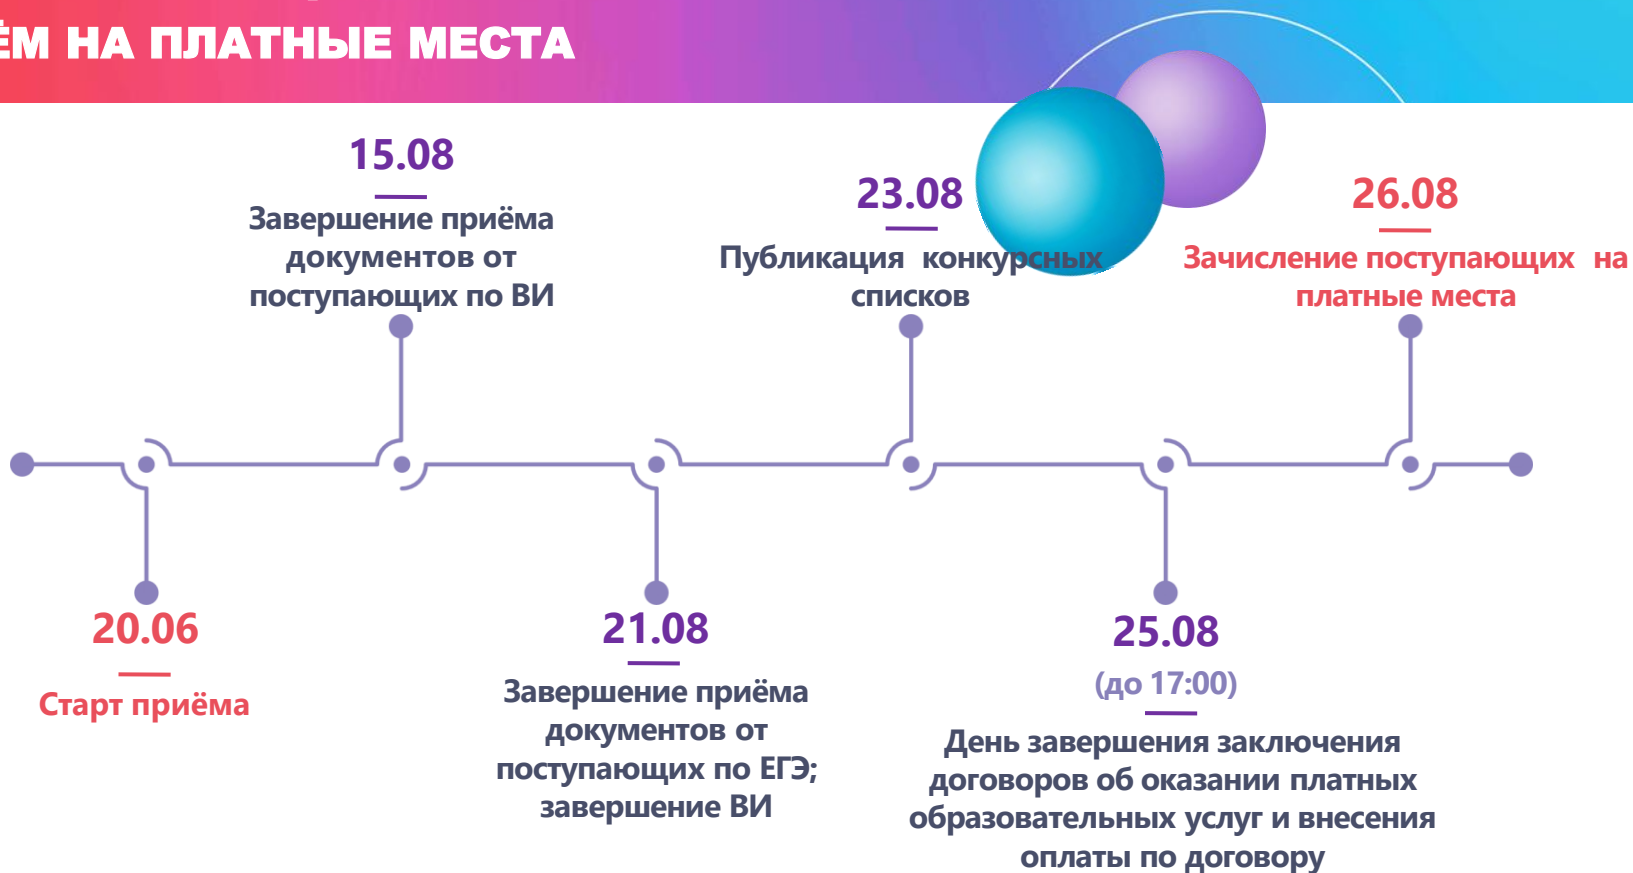 ЁМ НА ПЛАТНЫЕ МЕСТА
15.08
Завершение приёма
документов от
поступающих по ВИ
23.08
Публикация конкурсных
списков
26.08
Зачисление поступающих на
платные места
20.06
Старт приёма
21.08
Завершение приёма
документов от
поступающих по ЕГЭ;
завершение ВИ
25.08
(до 17:00)
День завершения заключения
договоров об оказании платных
образовательных услуг и внесения
оплаты по договору